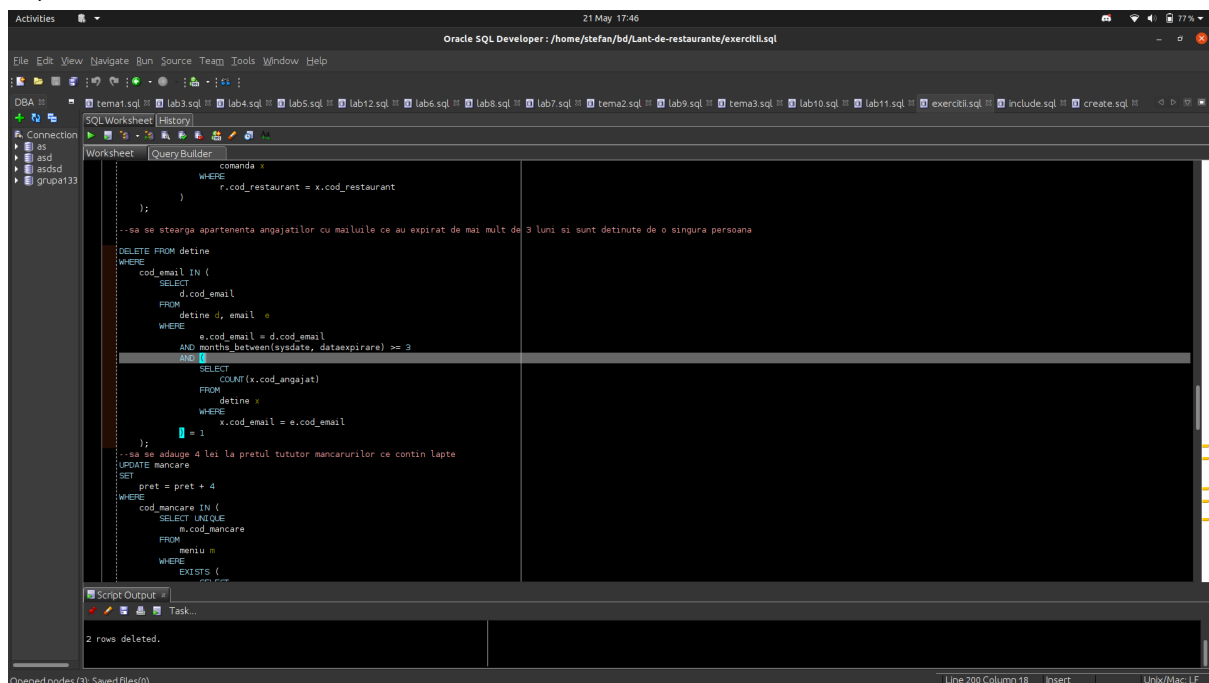 Activities
21 May 17:46
77 %
Oracle SQL Developer : /home/stefan/bd/Lant-de-restaurante/exercitii.sql
File Edit View Navigate Run Source Team Tools Window Help
DBA
tema1.sql lab3.sql lab4.sql lab5.sql lab12.sql lab6.sql lab8.sql lab7.sql tema2.sql lab9.sql tema3.sql lab10.sql lab11.sql exercitii.sql include.sql create.sql
SQL Worksheet History
Connection
as
asd
asdsd
grupa133
Worksheet Query Builder
comanda x
WHERE
r.cod_restaurant = x.cod_restaurant
)
);
--sa se stearga apartenenta angajatilor cu mailuile ce au expirat de mai mult de 3 luni si sunt detinute de o singura persoana
DELETE FROM detine
WHERE
cod_email IN (
SELECT
d.cod_email
FROM
detine d, email e
WHERE
e.cod_email = d.cod_email
AND months_between(sysdate, dataexpirare) >= 3
AND (
SELECT
COUNT(x.cod_angajat)
FROM
detine x
WHERE
x.cod_email = e.cod_email
) = 1
);
--sa se adauge 4 lei la pretul tututor mancarurilor ce contin lapte
UPDATE mancare
SET
pret = pret + 4
WHERE
cod_mancare IN (
SELECT UNIQUE
m.cod_mancare
FROM
meniu m
WHERE
EXISTS (
SELECT
Script Output
Task...
2 rows deleted.
Opened nodes (3); Saved files(0)
Line 200 Column 18 Insert Unix/Mac: LF